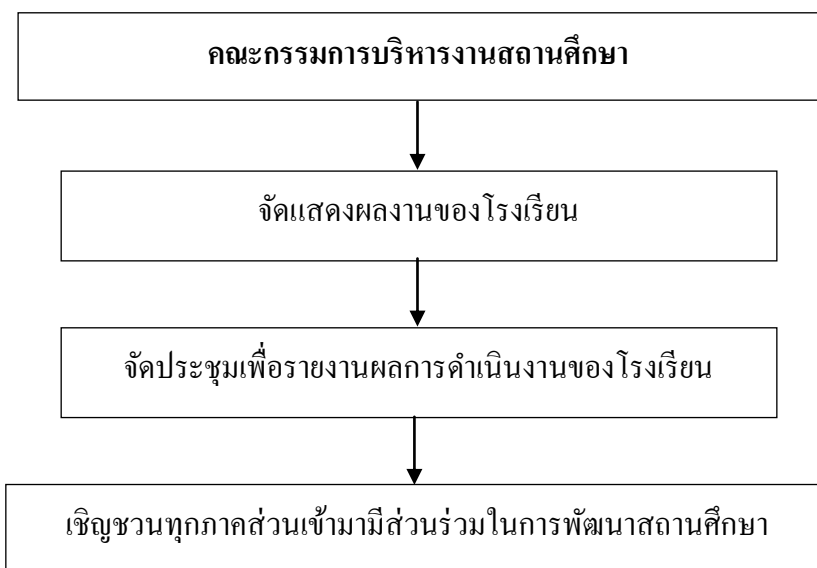 คณะกรรมการบริหารงานสถานศึกษา
จัดแสดงผลงานของโรงเรียน
จัดประชุมเพื่อรายงานผลการดำเนินงานของโรงเรียน
เชิญชวนทุกภาคส่วนเข้ามามีส่วนร่วมในการพัฒนาสถานศึกษา